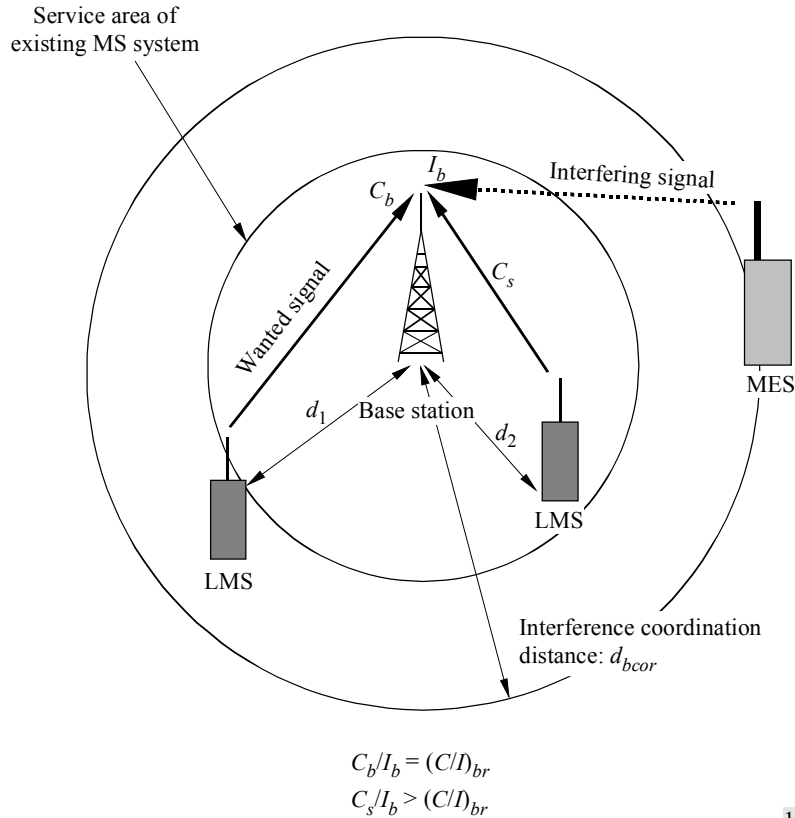 Service area of
existing MS system
I_b
Interfering signal
C_b
C_s
Wanted signal
MES
d_1
Base station
d_2
LMS
LMS
Interference coordination
distance: d_bcor
C_b/I_b = (C/I)_br
C_s/I_b > (C/I)_br